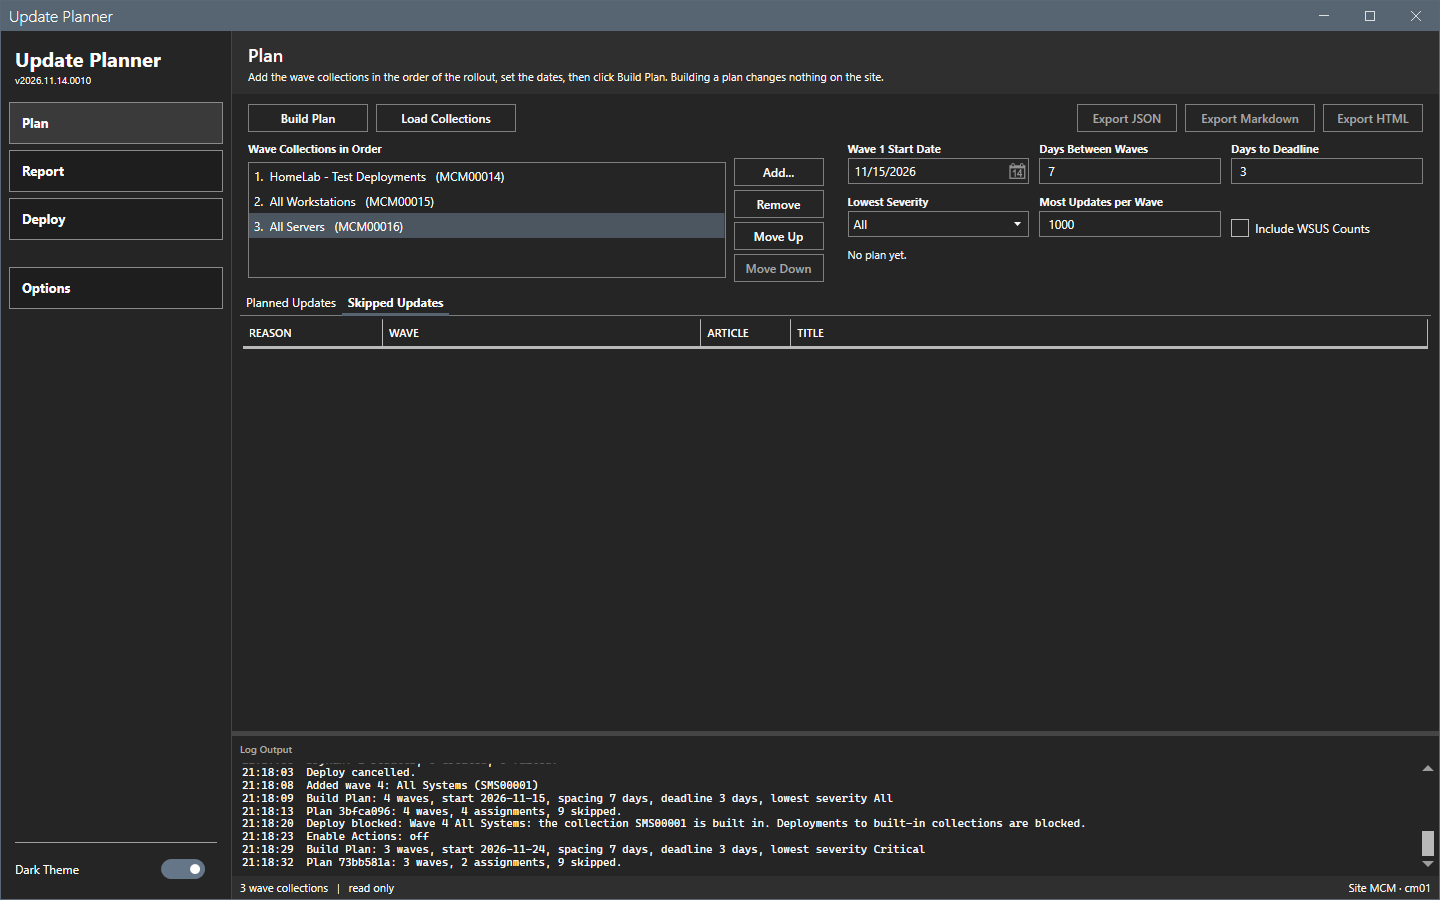 Update Planner
Update Planner
v2026.11.14.0010
Plan
Report
Deploy
Options
Dark Theme
Plan
Add the wave collections in the order of the rollout, set the dates, then click Build Plan. Building a plan changes nothing on the site.
Build Plan
Load Collections
Export JSON
Export Markdown
Export HTML
Wave Collections in Order
1. HomeLab - Test Deployments (MCM00014)
2. All Workstations (MCM00015)
3. All Servers (MCM00016)
Add...
Remove
Move Up
Move Down
Wave 1 Start Date
Days Between Waves
Days to Deadline
11/15/2026
14
7
3
Lowest Severity
Most Updates per Wave
All
1000
Include WSUS Counts
No plan yet.
Planned Updates
Skipped Updates
REASON
WAVE
ARTICLE
TITLE
Log Output
21:18:03 Deploy cancelled.
21:18:08 Added wave 4: All Systems (SMS00001)
21:18:09 Build Plan: 4 waves, start 2026-11-15, spacing 7 days, deadline 3 days, lowest severity All
21:18:13 Plan 3bfca096: 4 waves, 4 assignments, 9 skipped.
21:18:20 Deploy blocked: Wave 4 All Systems: the collection SMS00001 is built in. Deployments to built-in collections are blocked.
21:18:23 Enable Actions: off
21:18:29 Build Plan: 3 waves, start 2026-11-24, spacing 7 days, deadline 3 days, lowest severity Critical
21:18:32 Plan 73bb581a: 3 waves, 2 assignments, 9 skipped.
3 wave collections | read only
Site MCM · cm01